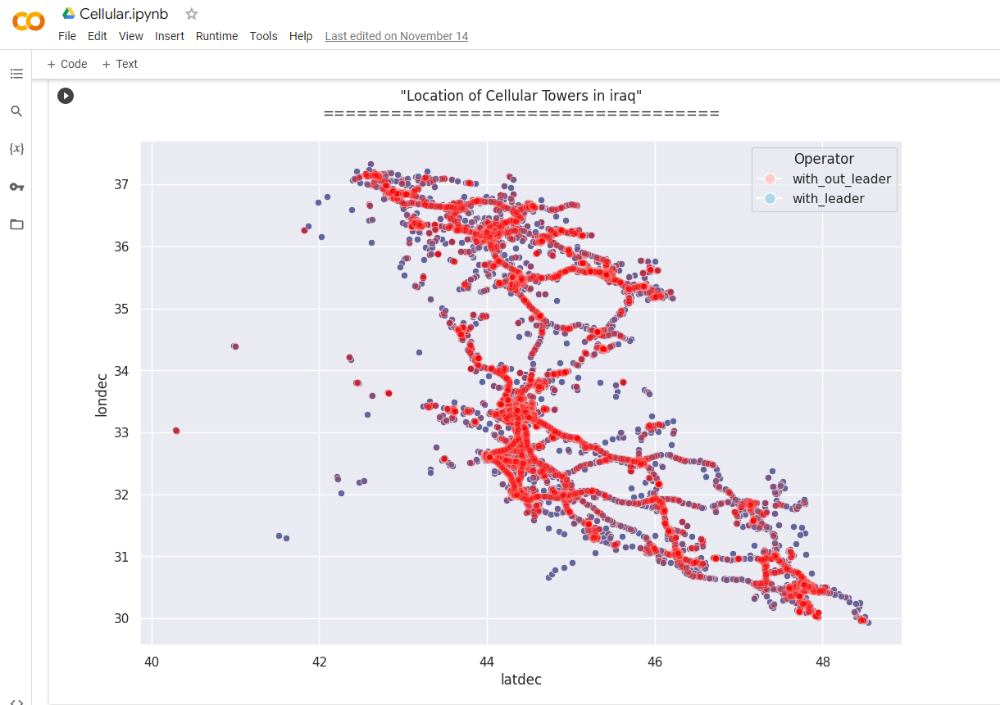 Cellular.ipynb
File Edit View Insert Runtime Tools Help Last edited on November 14
+ Code + Text
"Location of Cellular Towers in iraq"
===================================
{x}
Operator
with_out_leader
with_leader
37
36
35
34
33
32
31
30
londec
40 42 44 46 48
latdec